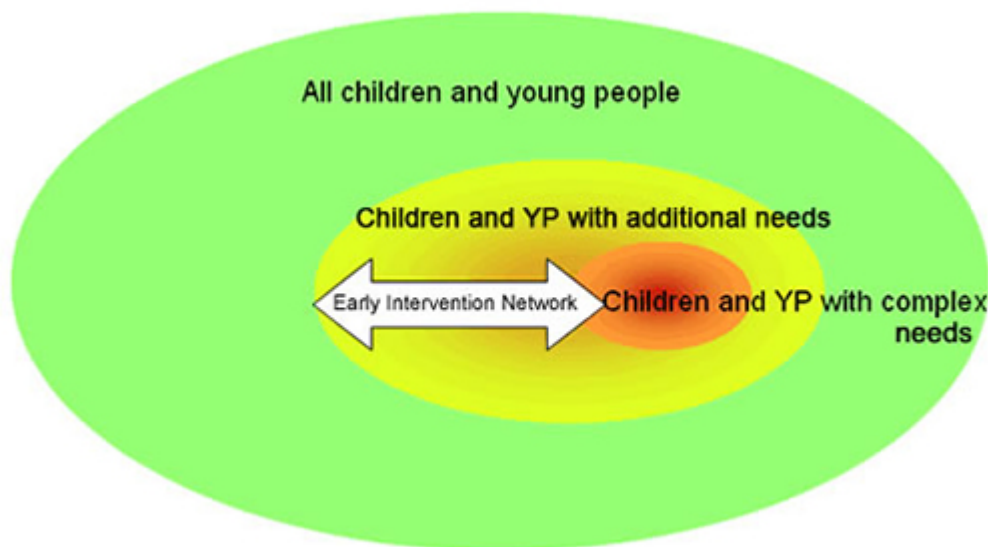 All children and young people
Children and YP with additional needs
Early Intervention Network
Children and YP with complex
needs